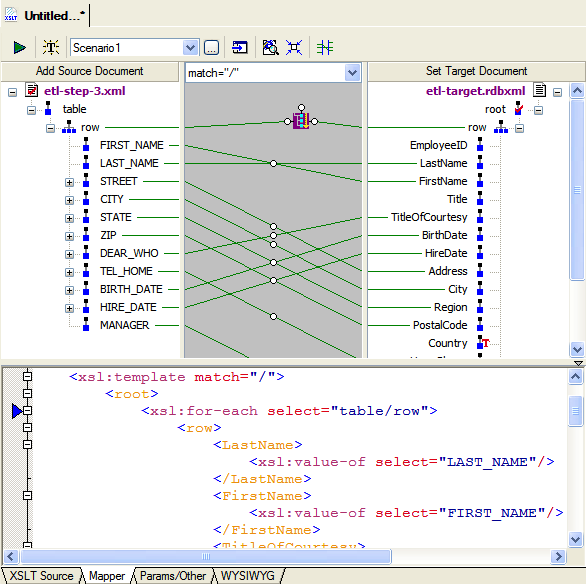 Untitled...*
Scenario1
...
Add Source Document
match="/"
Set Target Document
etl-step-3.xml
etl-target.rdbxml
table
root
row
row
FIRST_NAME
EmployeeID
LAST_NAME
LastName
STREET
FirstName
CITY
Title
STATE
TitleOfCourtesy
ZIP
BirthDate
DEAR_WHO
HireDate
TEL_HOME
Address
BIRTH_DATE
City
HIRE_DATE
Region
MANAGER
PostalCode
Country
<xsl:template match="/">
<root>
<xsl:for-each select="table/row">
<row>
<LastName>
<xsl:value-of select="LAST_NAME"/>
</LastName>
<FirstName>
<xsl:value-of select="FIRST_NAME"/>
</FirstName>
<TitleOfCourtesy>
XSLT Source
Mapper
Params/Other
WYSIWYG